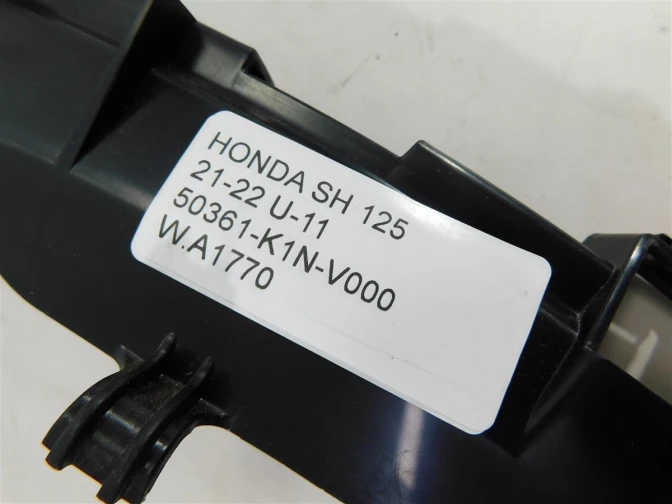 HONDA SH 125
21-22 U-11
50361-K1N-V000
W.A1770